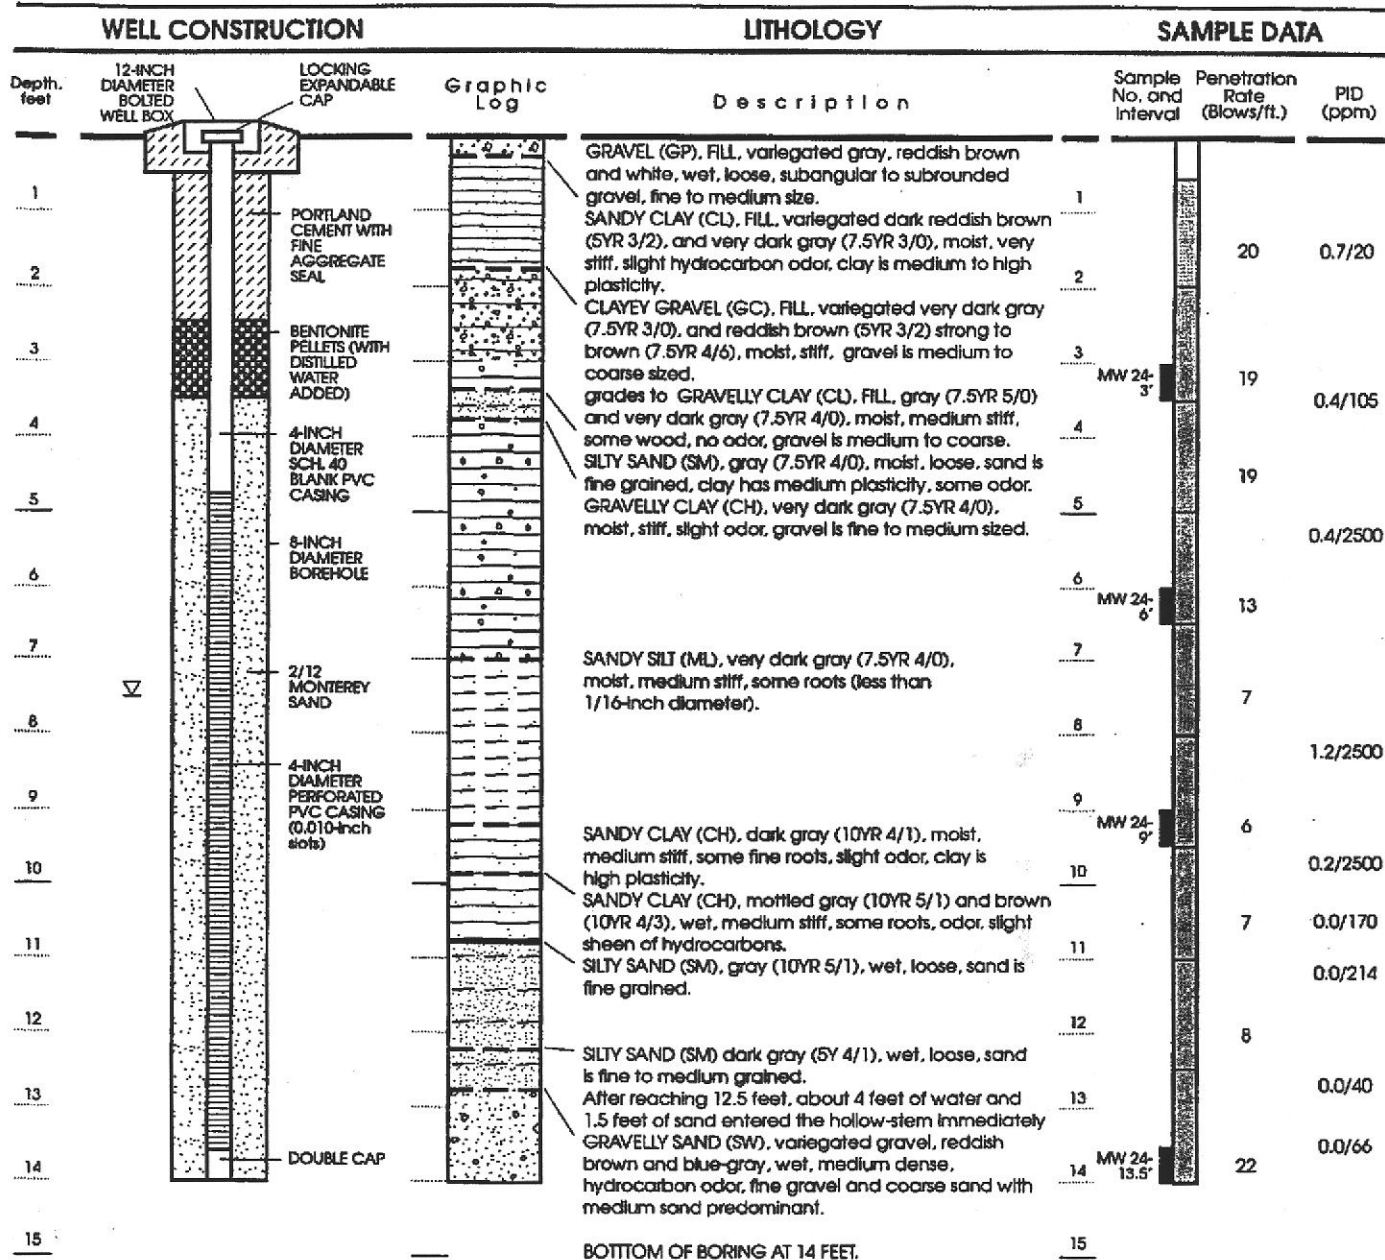 WELL CONSTRUCTION
LITHOLOGY
SAMPLE DATA
Depth.
feet
12-INCH
DIAMETER
BOLTED
WELL BOX
LOCKING
EXPANDABLE
CAP
Graphic
Log
Description
Sample
No. and
Interval
Penetration
Rate
(Blows/ft.)
PID
(ppm)
1
2
3
4
5
6
7
8
9
10
11
12
13
14
15
PORTLAND
CEMENT WITH
FINE
AGGREGATE
SEAL
BENTONITE
PELLETS (WITH
DISTILLED
WATER
ADDED)
4-INCH
DIAMETER
SCH. 40
BLANK PVC
CASING
8-INCH
DIAMETER
BOREHOLE
2/12
MONTEREY
SAND
4-INCH
DIAMETER
PERFORATED
PVC CASING
(0.010-inch
slots)
DOUBLE CAP
GRAVEL (GP), FILL, variegated gray, reddish brown
and white, wet, loose, subangular to subrounded
gravel, fine to medium size.
SANDY CLAY (CL), FILL, variegated dark reddish brown
(5YR 3/2), and very dark gray (7.5YR 3/0), moist, very
stiff, slight hydrocarbon odor, clay is medium to high
plasticity.
CLAYEY GRAVEL (GC), FILL, variegated very dark gray
(7.5YR 3/0), and reddish brown (5YR 3/2) strong to
brown (7.5YR 4/6), moist, stiff, gravel is medium to
coarse sized.
grades to GRAVELLY CLAY (CL), FILL, gray (7.5YR 5/0)
and very dark gray (7.5YR 4/0), moist, medium stiff,
some wood, no odor, gravel is medium to coarse.
SILTY SAND (SM), gray (7.5YR 4/0), moist, loose, sand is
fine grained, clay has medium plasticity, some odor.
GRAVELLY CLAY (CH), very dark gray (7.5YR 4/0),
moist, stiff, slight odor, gravel is fine to medium sized.
SANDY SILT (ML), very dark gray (7.5YR 4/0),
moist, medium stiff, some roots (less than
1/16-inch diameter).
SANDY CLAY (CH), dark gray (10YR 4/1), moist,
medium stiff, some fine roots, slight odor, clay is
high plasticity.
SANDY CLAY (CH), mottled gray (10YR 5/1) and brown
(10YR 4/3), wet, medium stiff, some roots, odor, slight
sheen of hydrocarbons.
SILTY SAND (SM), gray (10YR 5/1), wet, loose, sand is
fine grained.
SILTY SAND (SM) dark gray (5Y 4/1), wet, loose, sand
is fine to medium grained.
After reaching 12.5 feet, about 4 feet of water and
1.5 feet of sand entered the hollow-stem immediately
GRAVELLY SAND (SW), variegated gravel, reddish
brown and blue-gray, wet, medium dense,
hydrocarbon odor, fine gravel and coarse sand with
medium sand predominant.
BOTTOM OF BORING AT 14 FEET.
1
2
3
4
5
6
7
8
9
10
11
12
13
14
15
MW 24-
3'
MW 24-
6'
MW 24-
9'
MW 24-
13.5'
20
19
19
13
7
6
7
8
22
0.7/20
0.4/105
0.4/2500
1.2/2500
0.2/2500
0.0/170
0.0/214
0.0/40
0.0/66